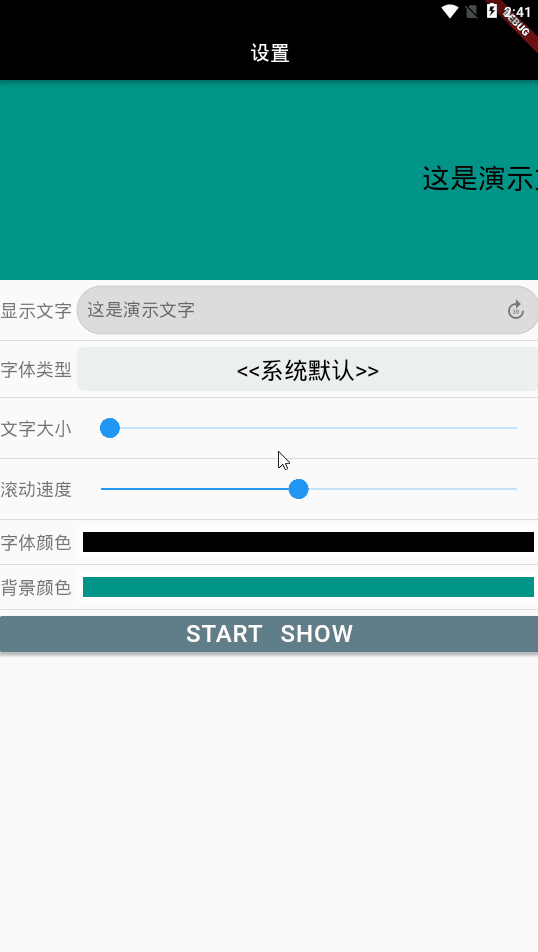 2:41
DEBUG
设置
这是演示
显示文字
这是演示文字
字体类型
<<系统默认>>
文字大小
滚动速度
字体颜色
背景颜色
START SHOW